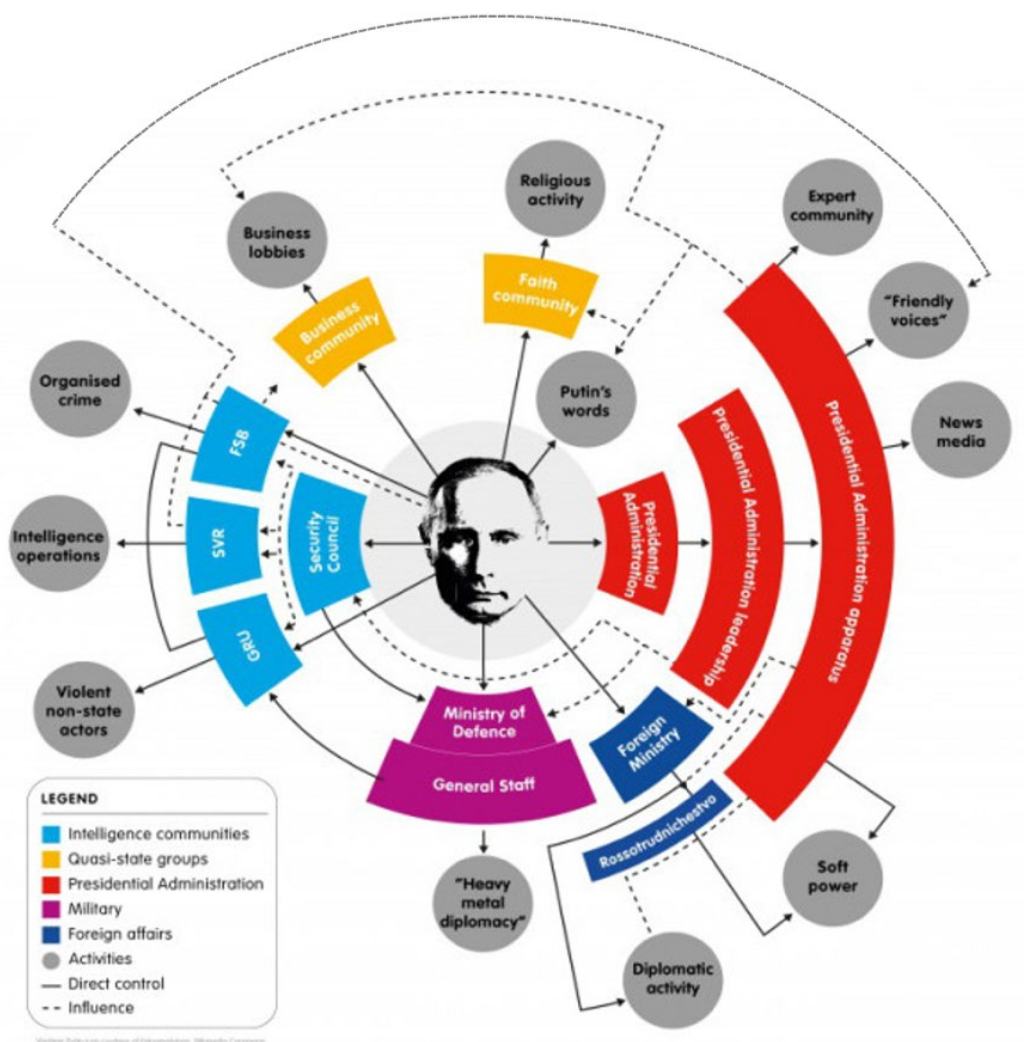 Religious
activity
Expert
community
Business
lobbies
Faith
community
"Friendly
voices"
Business
community
Organised
crime
Putin's
words
News
media
FSB
Presidential Administration leadership
Presidential Administration apparatus
Intelligence
operations
SVR
Security
Council
Presidential
Administration
GRU
Violent
non-state
actors
Ministry of
Defence
Foreign
Ministry
General Staff
Rossotrudnichestvo
"Heavy
metal
diplomacy"
Soft
power
Diplomatic
activity
LEGEND
Intelligence communities
Quasi-state groups
Presidential Administration
Military
Foreign affairs
Activities
Direct control
Influence